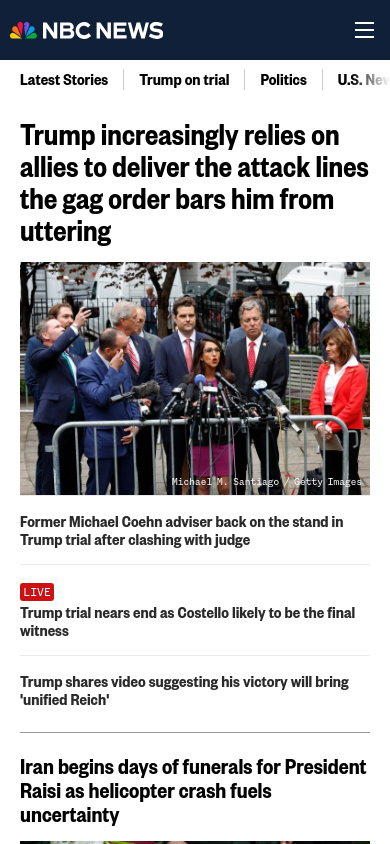 NBC NEWS
Latest Stories
Trump on trial
Politics
U.S. New
Trump increasingly relies on
allies to deliver the attack lines
the gag order bars him from
uttering
Michael M. Santiago / Getty Images
Former Michael Coehn adviser back on the stand in
Trump trial after clashing with judge
LIVE
Trump trial nears end as Costello likely to be the final
witness
Trump shares video suggesting his victory will bring
'unified Reich'
Iran begins days of funerals for President
Raisi as helicopter crash fuels
uncertainty